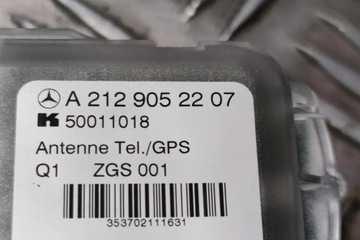 A 212 905 22 07
K 50011018
Antenne Tel./GPS
Q1 ZGS 001
353702111631